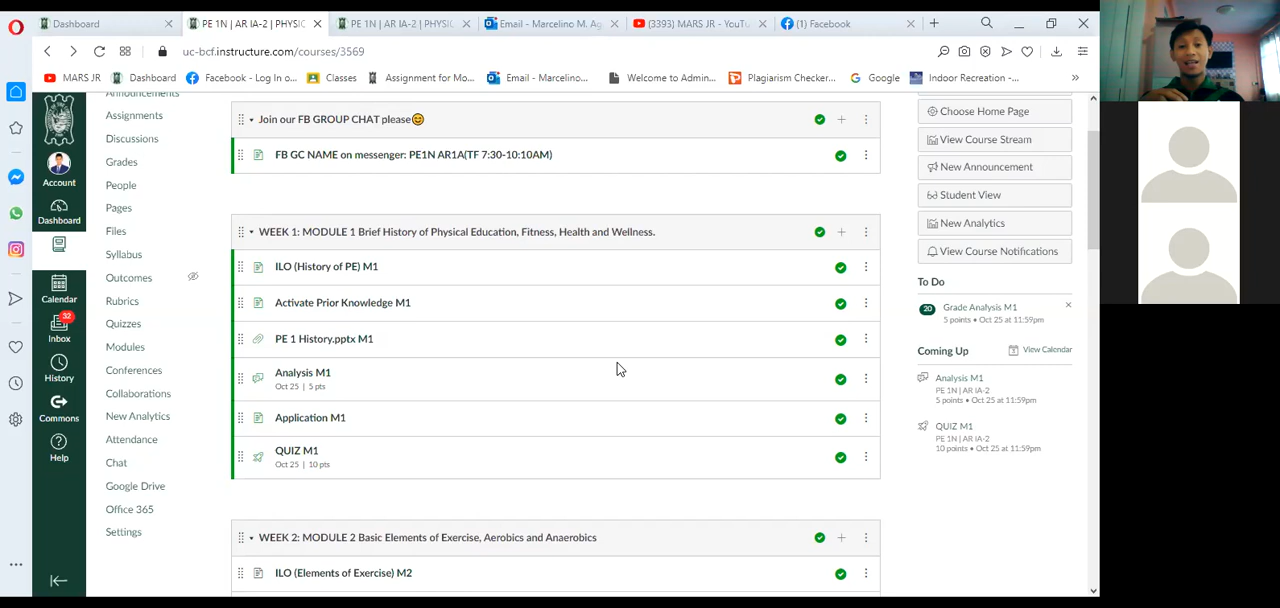 Dashboard
PE 1N | AR IA-2 | PHYSIC
PE 1N | AR IA-2 | PHYSIC
Email - Marcelino M. Ag
(3393) MARS JR - YouTu
(1) Facebook
uc-bcf.instructure.com/courses/3569
MARS JR
Dashboard
Facebook - Log In o...
Classes
Assignment for Mo...
Email - Marcelino...
Welcome to Admin...
Plagiarism Checker...
Google
Indoor Recreation -...
Account
Dashboard
Calendar
32
Inbox
History
Commons
Help
Announcements
Assignments
Discussions
Grades
People
Pages
Files
Syllabus
Outcomes
Rubrics
Quizzes
Modules
Conferences
Collaborations
New Analytics
Attendance
Chat
Google Drive
Office 365
Settings
Join our FB GROUP CHAT please😊
FB GC NAME on messenger: PE1N AR1A(TF 7:30-10:10AM)
WEEK 1: MODULE 1 Brief History of Physical Education, Fitness, Health and Wellness.
ILO (History of PE) M1
Activate Prior Knowledge M1
PE 1 History.pptx M1
Analysis M1
Oct 25 | 5 pts
Application M1
QUIZ M1
Oct 25 | 10 pts
WEEK 2: MODULE 2 Basic Elements of Exercise, Aerobics and Anaerobics
ILO (Elements of Exercise) M2
Choose Home Page
View Course Stream
New Announcement
Student View
New Analytics
View Course Notifications
To Do
20
Grade Analysis M1
5 points • Oct 25 at 11:59pm
Coming Up
View Calendar
Analysis M1
PE 1N | AR IA-2
5 points • Oct 25 at 11:59pm
QUIZ M1
PE 1N | AR IA-2
10 points • Oct 25 at 11:59pm